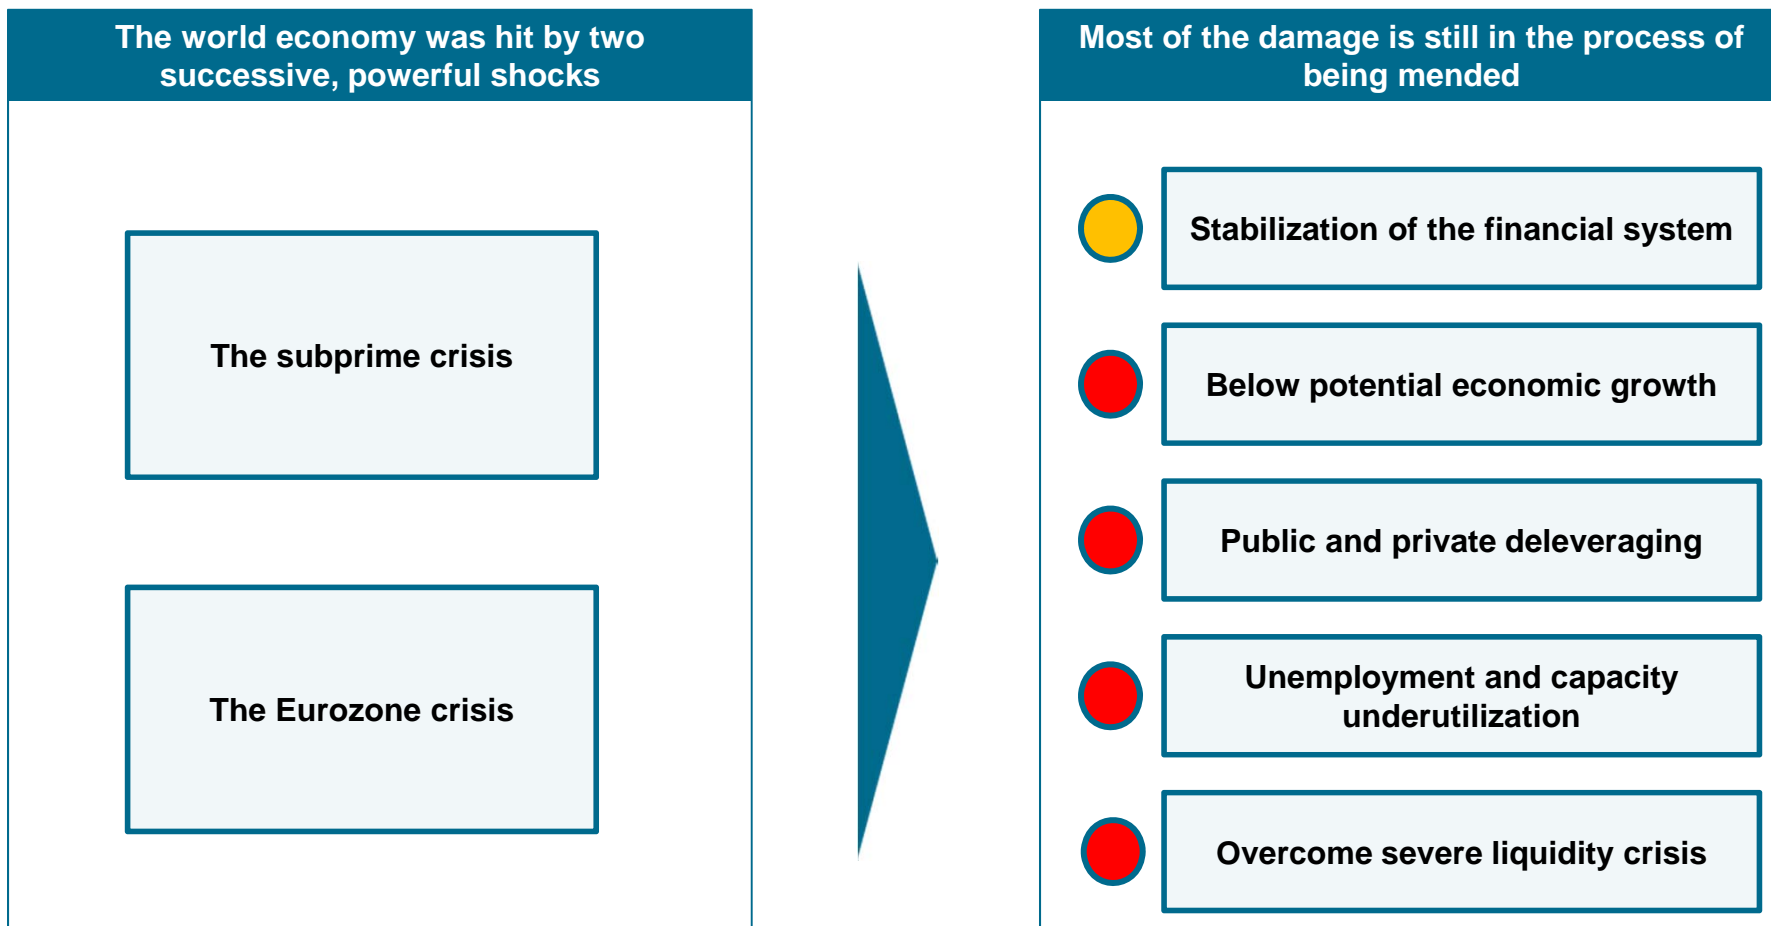 The world economy was hit by two
successive, powerful shocks
The subprime crisis
The Eurozone crisis
Most of the damage is still in the process of
being mended
Stabilization of the financial system
Below potential economic growth
Public and private deleveraging
Unemployment and capacity
underutilization
Overcome severe liquidity crisis